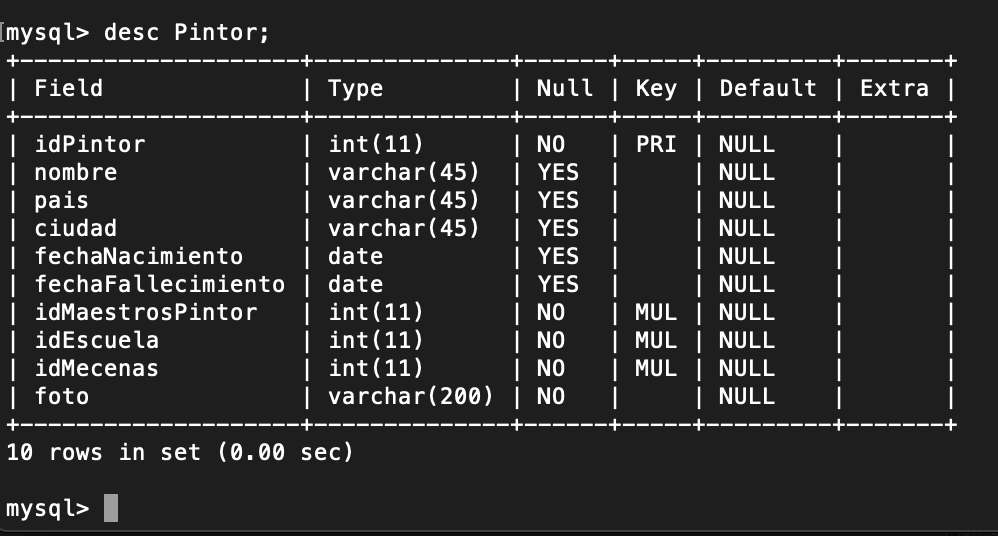 mysql> desc Pintor;
+--------------------+--------------+------+-----+---------+-------+
| Field              | Type         | Null | Key | Default | Extra |
+--------------------+--------------+------+-----+---------+-------+
| idPintor           | int(11)      | NO   | PRI | NULL    |       |
| nombre             | varchar(45)  | YES  |     | NULL    |       |
| pais               | varchar(45)  | YES  |     | NULL    |       |
| ciudad             | varchar(45)  | YES  |     | NULL    |       |
| fechaNacimiento    | date         | YES  |     | NULL    |       |
| fechaFallecimiento | date         | YES  |     | NULL    |       |
| idMaestrosPintor   | int(11)      | NO   | MUL | NULL    |       |
| idEscuela          | int(11)      | NO   | MUL | NULL    |       |
| idMecenas          | int(11)      | NO   | MUL | NULL    |       |
| foto               | varchar(200) | NO   |     | NULL    |       |
+--------------------+--------------+------+-----+---------+-------+
10 rows in set (0.00 sec)
mysql>